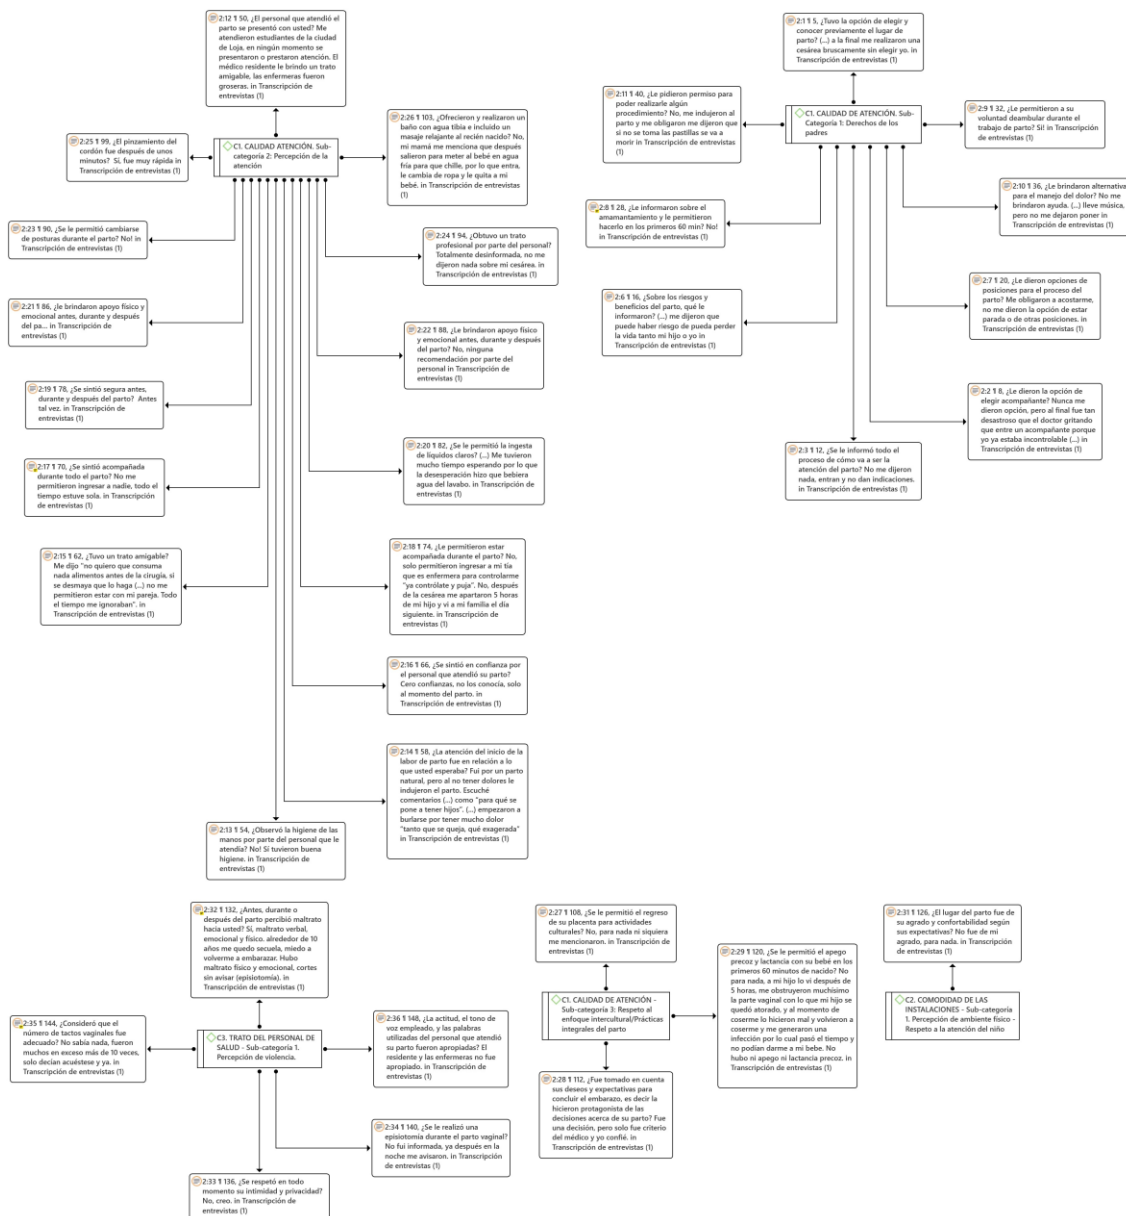 2:12 ¶ 50, ¿El personal que atendió el
parto se presentó con usted? Me
atendieron estudiantes de la ciudad
de Loja, en ningún momento se
presentaron o prestaron atención. El
médico residente le brindo un trato
amigable, las enfermeras fueron
groseras. in Transcripción de
entrevistas (1)
2:25 ¶ 99, ¿El pinzamiento del
cordón fue después de unos
minutos? Sí, fue muy rápida in
Transcripción de entrevistas (1)
C1. CALIDAD ATENCIÓN. Sub-
categoría 2: Percepción de la
atención
2:26 ¶ 103, ¿Ofrecieron y realizaron un
baño con agua tibia e incluido un
masaje relajante al recién nacido? No,
mi mamá me menciona que después
salieron para meter al bebé en agua
fría para que chille, por lo que entra,
le cambia de ropa y le quita a mi
bebé. in Transcripción de entrevistas
(1)
2:23 ¶ 90, ¿Se le permitió cambiarse
de posturas durante el parto? No! in
Transcripción de entrevistas (1)
2:24 ¶ 94, ¿Obtuvo un trato
profesional por parte del personal?
Totalmente desinformada, no me
dijeron nada sobre mi cesárea. in
Transcripción de entrevistas (1)
2:21 ¶ 86, ¿le brindaron apoyo físico y
emocional antes, durante y después
del pa... in Transcripción de
entrevistas (1)
2:22 ¶ 88, ¿Le brindaron apoyo físico
y emocional antes, durante y después
del parto? No, ninguna
recomendación por parte del
personal in Transcripción de
entrevistas (1)
2:19 ¶ 78, ¿Se sintió segura antes,
durante y después del parto? Antes
tal vez. in Transcripción de
entrevistas (1)
2:20 ¶ 82, ¿Se le permitió la ingesta
de líquidos claros? (...) Me tuvieron
mucho tiempo esperando por lo que
la desesperación hizo que bebiera
agua del lavabo. in Transcripción de
entrevistas (1)
2:17 ¶ 70, ¿Se sintió acompañada
durante todo el parto? No me
permitieron ingresar a nadie, todo el
tiempo estuve sola. in Transcripción
de entrevistas (1)
2:18 ¶ 74, ¿Le permitieron estar
acompañada durante el parto? No,
solo permitieron ingresar a mi tía
que es enfermera para controlarme
"ya contrólate y puja". No, después
de la cesárea me apartaron 5 horas
de mi hijo y vi a mi familia el día
siguiente. in Transcripción de
entrevistas (1)
2:15 ¶ 62, ¿Tuvo un trato amigable?
Me dijo "no quiero que consuma
nada alimentos antes de la cirugía, si
se desmaya que lo haga (...) no me
permitieron estar con mi pareja. Todo
el tiempo me ignoraban". in
Transcripción de entrevistas (1)
2:16 ¶ 66, ¿Se sintió en confianza por
el personal que atendió su parto?
Cero confianzas, no los conocía, solo
al momento del parto. in
Transcripción de entrevistas (1)
2:14 ¶ 58, ¿La atención del inicio de la
labor de parto fue en relación a lo
que usted esperaba? Fui por un parto
natural, pero al no tener dolores le
indujeron el parto. Escuché
comentarios (...) como "para qué se
pone a tener hijos". (...) empezaron a
burlarse por tener mucho dolor
"tanto que se queja, qué exagerada"
in Transcripción de entrevistas (1)
2:13 ¶ 54, ¿Observó la higiene de las
manos por parte del personal que le
atendía? No! Sí tuvieron buena
higiene. in Transcripción de
entrevistas (1)
2:1 ¶ 5, ¿Tuvo la opción de elegir y
conocer previamente el lugar de
parto? (...) a la final me realizaron una
cesárea bruscamente sin elegir yo. in
Transcripción de entrevistas (1)
2:11 ¶ 40, ¿Le pidieron permiso para
poder realizarle algún
procedimiento? No, me indujeron al
parto y me obligaron me dijeron que
si no se toma las pastillas se va a
morir in Transcripción de entrevistas
(1)
C1. CALIDAD DE ATENCIÓN. Sub-
Categoría 1: Derechos de los
padres
2:9 ¶ 32, ¿Le permitieron a su
voluntad deambular durante el
trabajo de parto? Si! in Transcripción
de entrevistas (1)
2:10 ¶ 36, ¿Le brindaron alternativa
para el manejo del dolor? No me
brindaron ayuda. (...) lleve música,
pero no me dejaron poner in
Transcripción de entrevistas (1)
2:8 ¶ 28, ¿Le informaron sobre el
amamantamiento y le permitieron
hacerlo en los primeros 60 min? No!
in Transcripción de entrevistas (1)
2:7 ¶ 20, ¿Le dieron opciones de
posiciones para el proceso del
parto? Me obligaron a acostarme,
no me dieron la opción de estar
parada o de otras posiciones. in
Transcripción de entrevistas (1)
2:6 ¶ 16, ¿Sobre los riesgos y
beneficios del parto, qué le
informaron? (...) me dijeron que
puede haber riesgo de pueda perder
la vida tanto mi hijo o yo in
Transcripción de entrevistas (1)
2:2 ¶ 8, ¿Le dieron la opción de
elegir acompañante? Nunca me
dieron opción, pero al final fue tan
desastroso que el doctor gritando
que entre un acompañante porque
yo ya estaba incontrolable (...) in
Transcripción de entrevistas (1)
2:3 ¶ 12, ¿Se le informó todo el
proceso de cómo va a ser la
atención del parto? No me dijeron
nada, entran y no dan indicaciones.
in Transcripción de entrevistas (1)
2:32 ¶ 132, ¿Antes, durante o
después del parto percibió maltrato
hacia usted? Sí, maltrato verbal,
emocional y físico. alrededor de 10
años me quedo secuela, miedo a
volverme a embarazar. Hubo
maltrato físico y emocional, cortes
sin avisar (episiotomía). in
Transcripción de entrevistas (1)
2:35 ¶ 144, ¿Consideró que el
número de tactos vaginales fue
adecuado? No sabía nada, fueron
muchos en exceso más de 10 veces,
solo decían acuéstese y ya. in
Transcripción de entrevistas (1)
C3. TRATO DEL PERSONAL DE
SALUD - Sub-categoría 1.
Percepción de violencia.
2:36 ¶ 148, ¿La actitud, el tono de
voz empleado, y las palabras
utilizadas del personal que atendió
su parto fueron apropiadas? El
residente y las enfermeras no fue
apropiado. in Transcripción de
entrevistas (1)
2:34 ¶ 140, ¿Se le realizó una
episiotomía durante el parto vaginal?
No fui informada, ya después en la
noche me avisaron. in Transcripción
de entrevistas (1)
2:33 ¶ 136, ¿Se respetó en todo
momento su intimidad y privacidad?
No, creo. in Transcripción de
entrevistas (1)
2:27 ¶ 108, ¿Se le permitió el regreso
de su placenta para actividades
culturales? No, para nada ni siquiera
me mencionaron. in Transcripción de
entrevistas (1)
C1. CALIDAD DE ATENCIÓN -
Sub-categoría 3: Respeto al
enfoque intercultural/Prácticas
integrales del parto
2:29 ¶ 120, ¿Se le permitió el apego
precoz y lactancia con su bebé en los
primeros 60 minutos de nacido? No
para nada, a mi hijo lo vi después de
5 horas, me obstruyeron muchísimo
la parte vaginal con lo que mi hijo se
quedó atorado, y al momento de
coserme lo hicieron mal y volvieron a
coserme y me generaron una
infección por lo cual pasó el tiempo y
no podían darme a mi bebe. No
hubo ni apego ni lactancia precoz. in
Transcripción de entrevistas (1)
2:28 ¶ 112, ¿Fue tomado en cuenta
sus deseos y expectativas para
concluir el embarazo, es decir la
hicieron protagonista de las
decisiones acerca de su parto? Fue
una decisión, pero solo fue criterio
del médico y yo confié. in
Transcripción de entrevistas (1)
2:31 ¶ 126, ¿El lugar del parto fue de
su agrado y confortabilidad según
sus expectativas? No fue de mi
agrado, para nada. in Transcripción
de entrevistas (1)
C2. COMODIDAD DE LAS
INSTALACIONES - Sub-categoría
1. Percepción de ambiente físico -
Respeto a la atención del niño